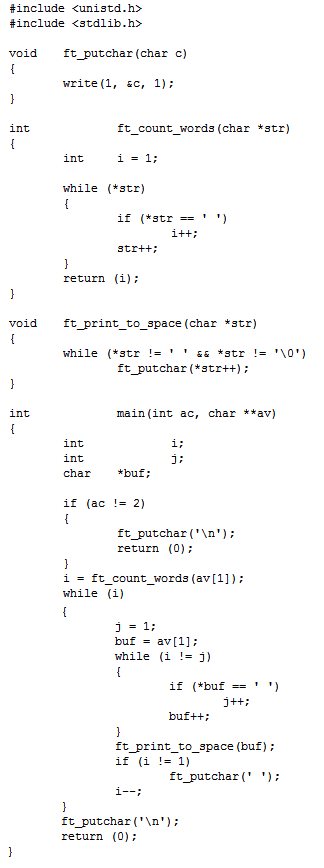 #include <unistd.h>
#include <stdlib.h>
void	ft_putchar(char c)
{
	write(1, &c, 1);
}
int		ft_count_words(char *str)
{
	int	i = 1;
	while (*str)
	{
		if (*str == ' ')
			i++;
		str++;
	}
	return (i);
}
void	ft_print_to_space(char *str)
{
	while (*str != ' ' && *str != '\0')
		ft_putchar(*str++);
}
int		main(int ac, char **av)
{
	int		i;
	int		j;
	char	*buf;
	if (ac != 2)
	{
		ft_putchar('\n');
		return (0);
	}
	i = ft_count_words(av[1]);
	while (i)
	{
		j = 1;
		buf = av[1];
		while (i != j)
		{
			if (*buf == ' ')
				j++;
			buf++;
		}
		ft_print_to_space(buf);
		if (i != 1)
			ft_putchar(' ');
		i--;
	}
	ft_putchar('\n');
	return (0);
}